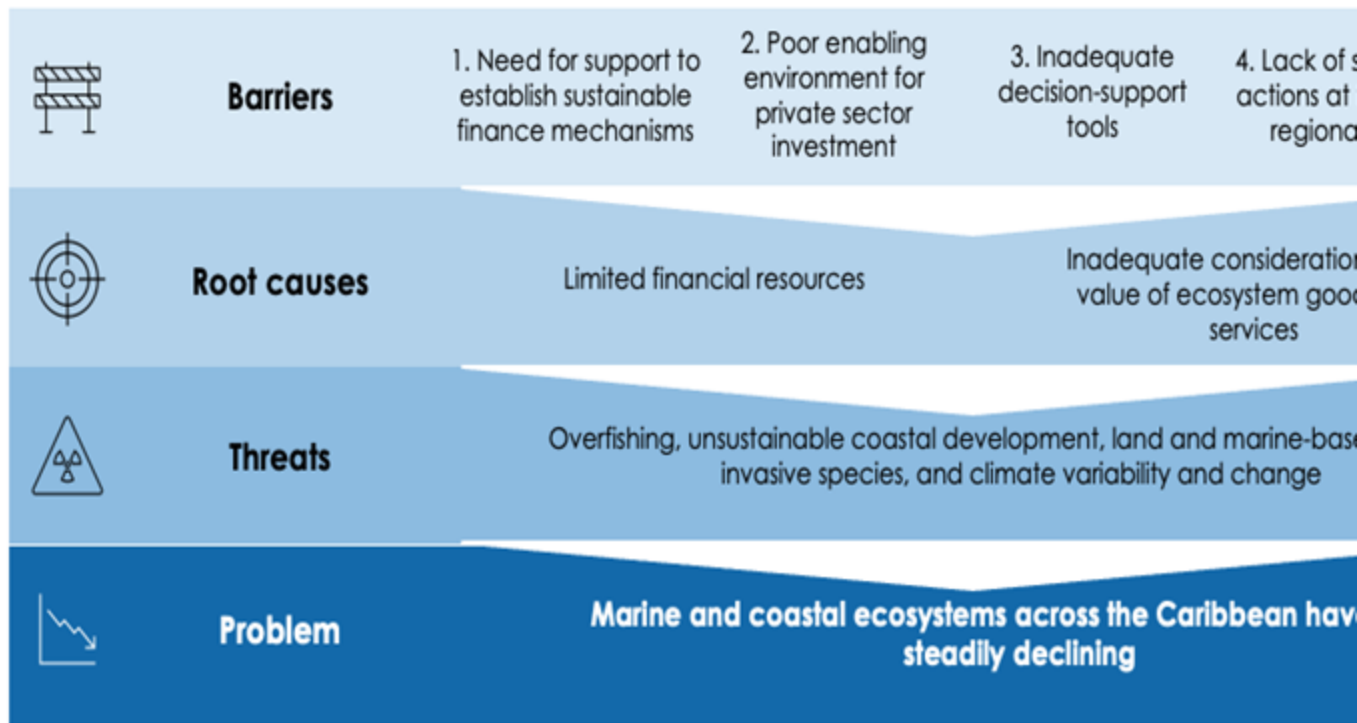 Barriers
1. Need for support to
establish sustainable
finance mechanisms
2. Poor enabling
environment for
private sector
investment
3. Inadequate
decision-support
tools
4. Lack of
actions at
Root causes
Limited financial resources
Inadequate
value of ecosystem
services
Threats
Overfishing, unsustainable coastal development, land and
invasive species, and climate variability and change
Problem
Marine and coastal ecosystems across the Caribbean
steadily declining